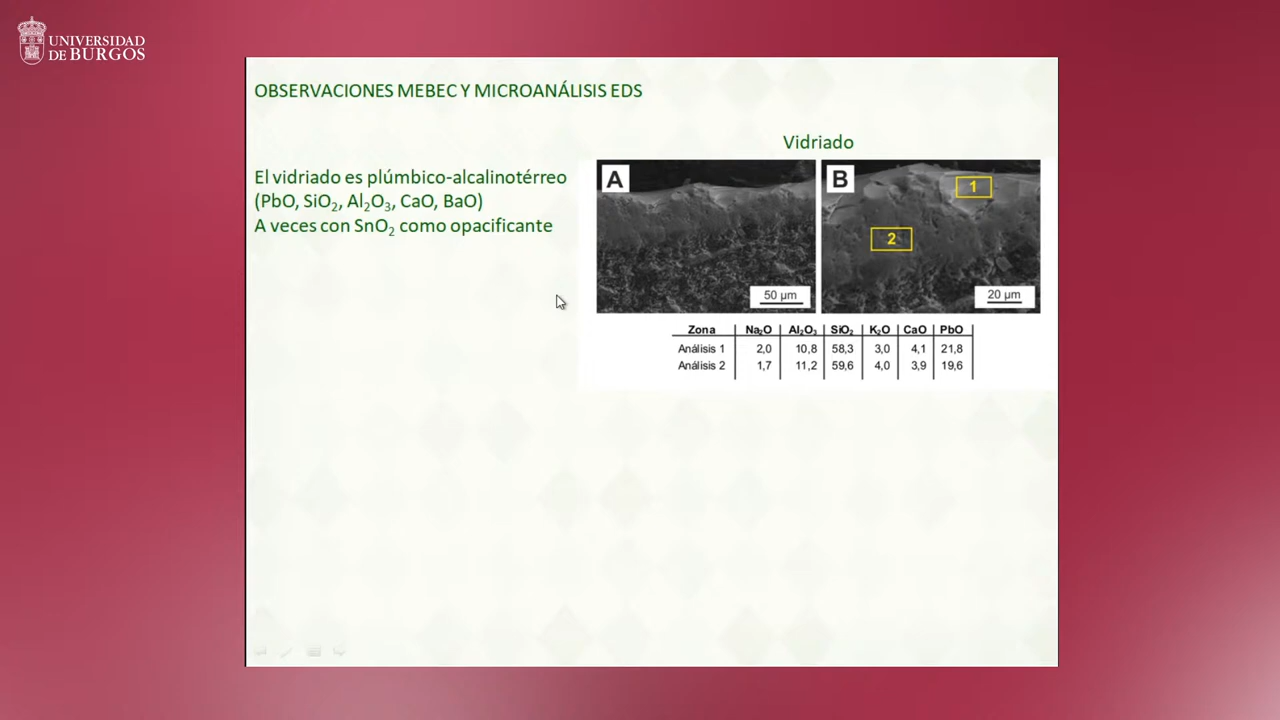 UNIVERSIDAD
DE BURGOS
OBSERVACIONES MEBEC Y MICROANÁLISIS EDS
Vidriado
El vidriado es plúmbico-alcalinotérreo
(PbO, SiO₂, Al₂O₃, CaO, BaO)
A veces con SnO₂ como opacificante
A
B
1
2
50 µm
20 µm
Zona Na₂O Al₂O₃ SiO₂ K₂O CaO PbO
Análisis 1 2,0 10,8 58,3 3,0 4,1 21,8
Análisis 2 1,7 11,2 59,6 4,0 3,9 19,6